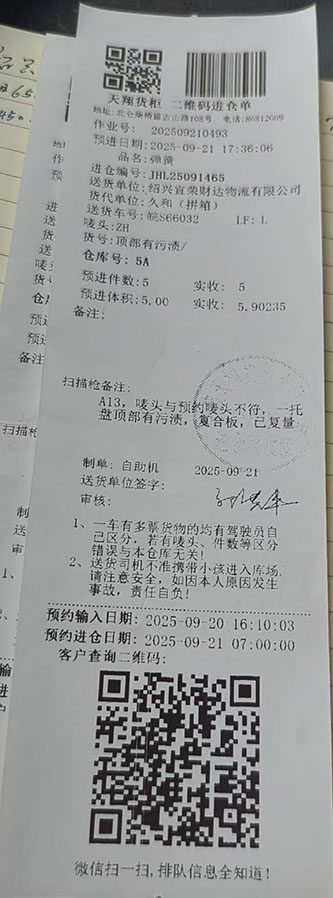 天翔货柜 二维码进仓单
地址:北仑柴桥霩古山路108号 电话:86812009
作业号: 202509210493
预进日期:2025-09-21 17:36:06
品名:弹簧
进仓编号:JHL25091465
送货单位:绍兴宣荣财达物流有限公司
货代单位:久和(拼箱)
送货车号:皖S66032 LF: L
唛头:ZH
货号:顶部有污渍/
仓库号: 5A
预进件数:5 实收: 5
预进体积:5.00 实收: 5.90235
备注:
扫描枪备注:
A13, 唛头与预约唛头不符, 一托
盘顶部有污渍, 复合板, 已复量
制单: 自助机 2025-09-21
送货单位签字:
审核:
1、一车有多票货物的均有驾驶员自
己区分, 若有唛头、件数等区分
错误与本仓库无关!
2、送货司机不准携带小孩进入库场,
请注意安全, 如因本人原因发生
事故, 责任自负!
预约输入日期: 2025-09-20 16:10:03
预约进仓日期: 2025-09-21 07:00:00
客户查询二维码:
微信扫一扫,排队信息全知道!